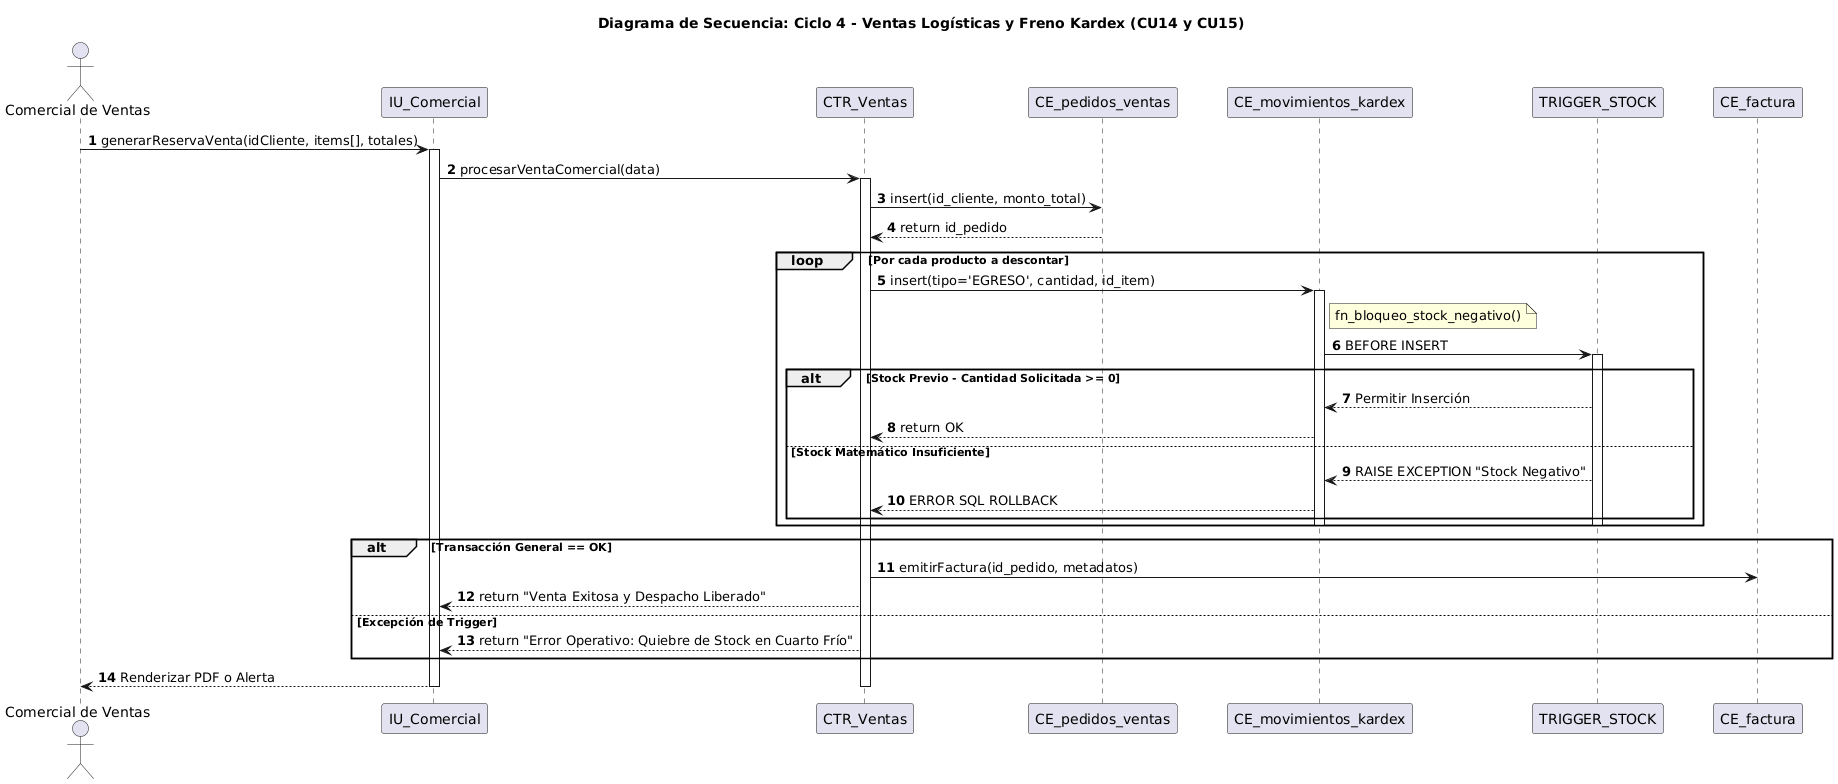 Diagrama de Secuencia: Ciclo 4 - Ventas Logísticas y Freno Kardex (CU14 y CU15)
Comercial de Ventas
IU_Comercial
CTR_Ventas
CE_pedidos_ventas
CE_movimientos_kardex
TRIGGER_STOCK
CE_factura
1 generarReservaVenta(idCliente, items[], totales)
2 procesarVentaComercial(data)
3 insert(id_cliente, monto_total)
4 return id_pedido
loop [Por cada producto a descontar]
5 insert(tipo='EGRESO', cantidad, id_item)
fn_bloqueo_stock_negativo()
6 BEFORE INSERT
alt [Stock Previo - Cantidad Solicitada >= 0]
7 Permitir Inserción
8 return OK
[Stock Matemático Insuficiente]
9 RAISE EXCEPTION "Stock Negativo"
10 ERROR SQL ROLLBACK
alt [Transacción General == OK]
11 emitirFactura(id_pedido, metadatos)
12 return "Venta Exitosa y Despacho Liberado"
[Excepción de Trigger]
13 return "Error Operativo: Quiebre de Stock en Cuarto Frío"
14 Renderizar PDF o Alerta
Comercial de Ventas
IU_Comercial
CTR_Ventas
CE_pedidos_ventas
CE_movimientos_kardex
TRIGGER_STOCK
CE_factura